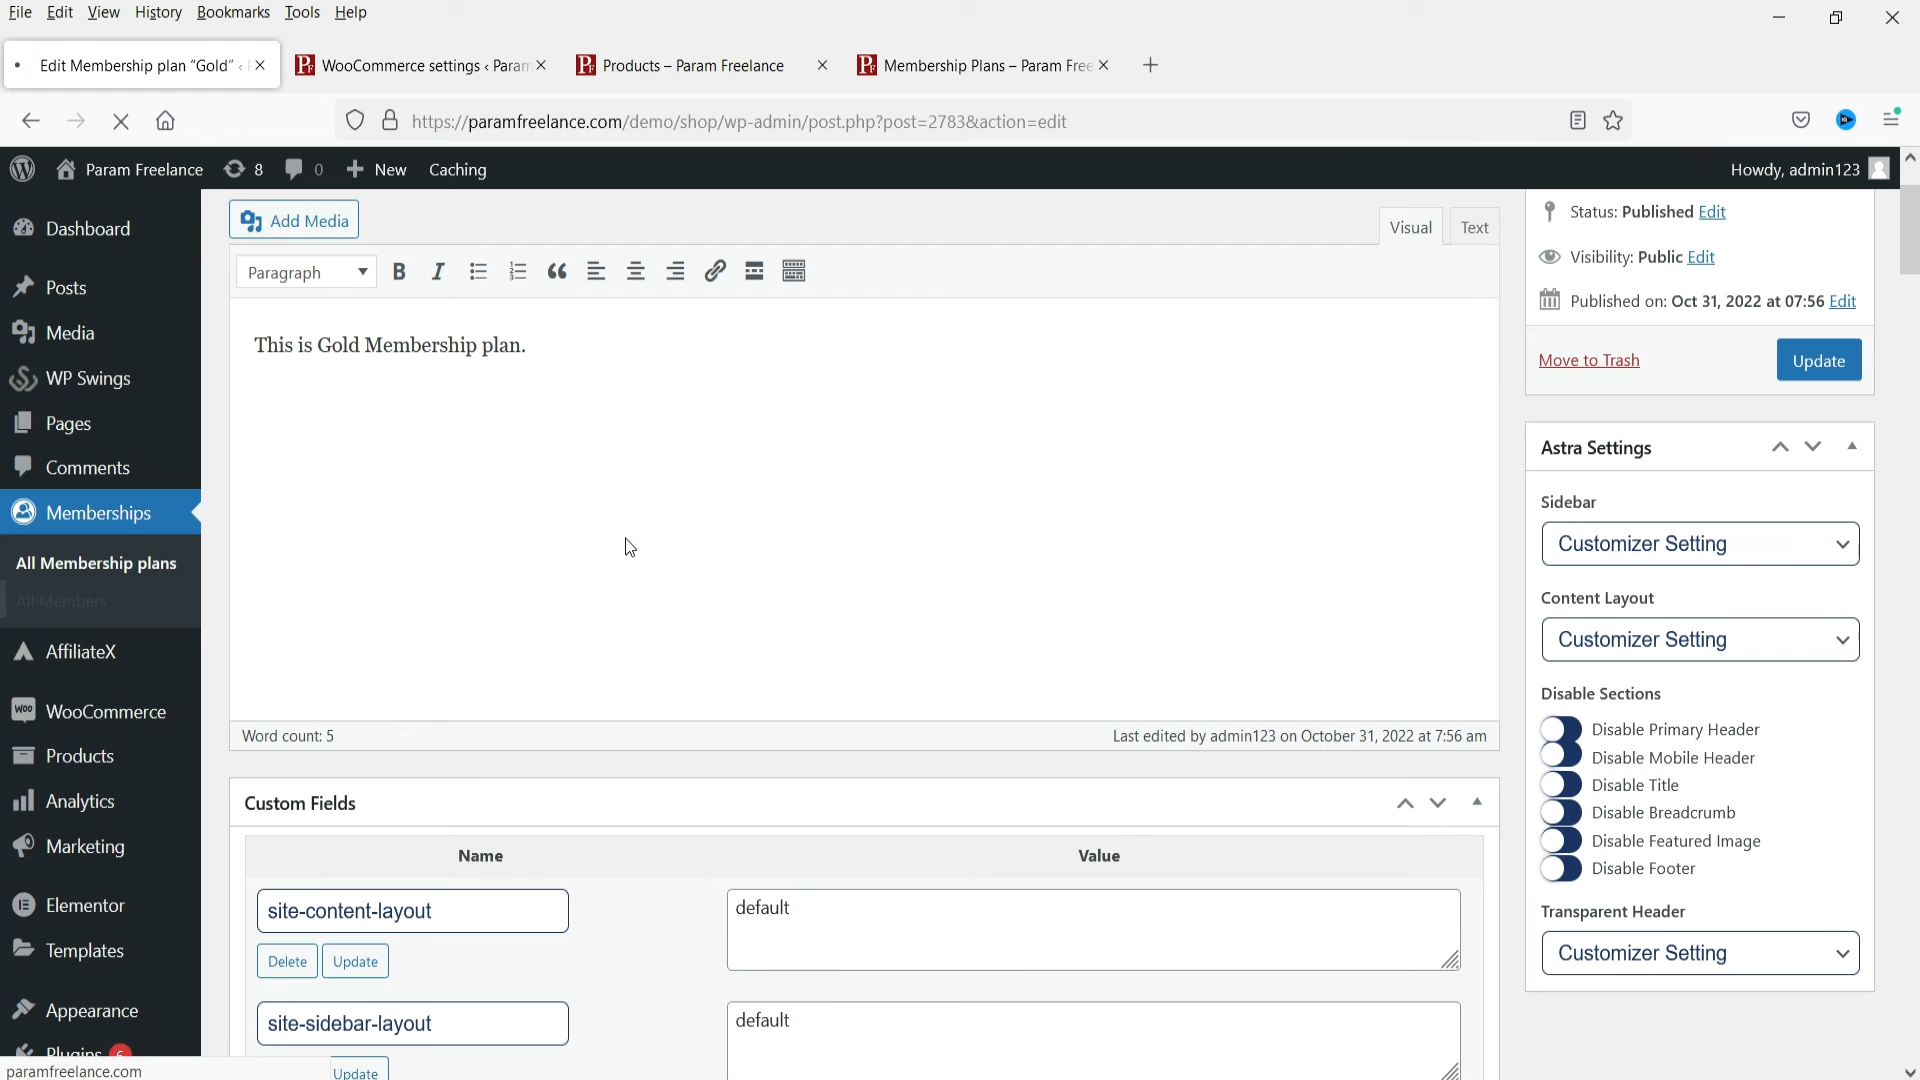 File Edit View History Bookmarks Tools Help
Edit Membership plan "Gold" ‹
WooCommerce settings ‹ Param
Products – Param Freelance
Membership Plans – Param Free
https://paramfreelance.com/demo/shop/wp-admin/post.php?post=2783&action=edit
Param Freelance 8 0 New Caching Howdy, admin123
Dashboard
Posts
Media
WP Swings
Pages
Comments
Memberships
All Membership plans
All Members
AffiliateX
WooCommerce
Products
Analytics
Marketing
Elementor
Templates
Appearance
Plugins 6
paramfreelance.com
Add Media
Visual Text
Paragraph
This is Gold Membership plan.
Word count: 5
Last edited by admin123 on October 31, 2022 at 7:56 am
Custom Fields
Name Value
site-content-layout default
Delete Update
site-sidebar-layout default
Update
Status: Published Edit
Visibility: Public Edit
Published on: Oct 31, 2022 at 07:56 Edit
Move to Trash Update
Astra Settings
Sidebar
Customizer Setting
Content Layout
Customizer Setting
Disable Sections
Disable Primary Header
Disable Mobile Header
Disable Title
Disable Breadcrumb
Disable Featured Image
Disable Footer
Transparent Header
Customizer Setting